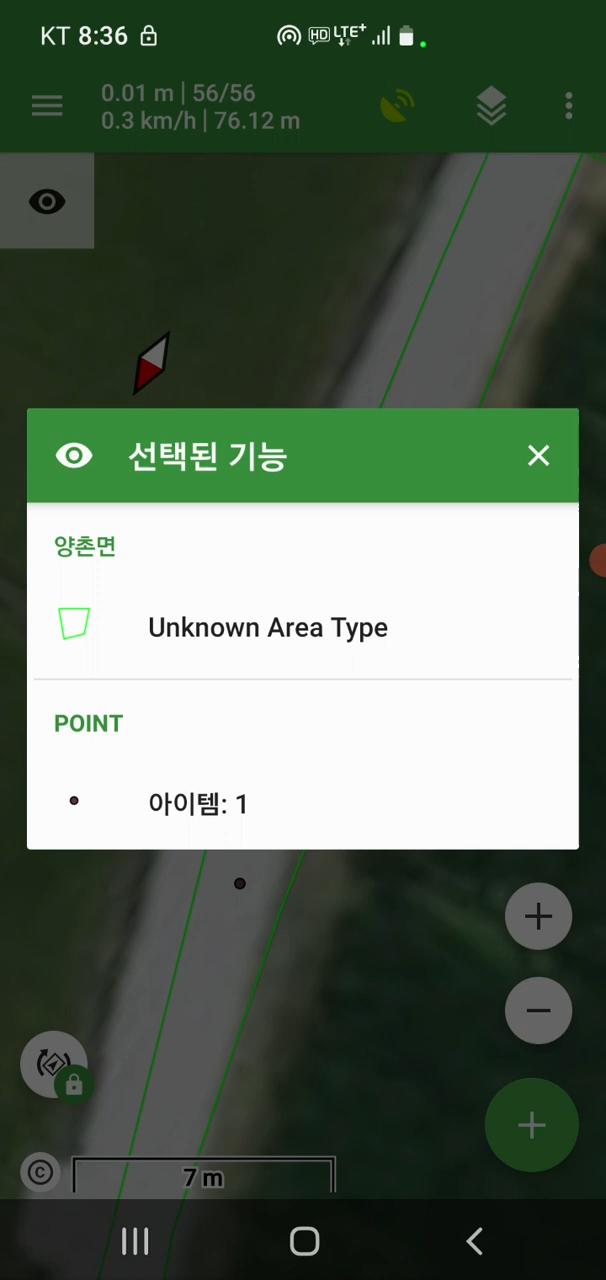 KT 8:36
HD LTE+
0.01 m | 56/56
0.3 km/h | 76.12 m
선택된 기능
양촌면
Unknown Area Type
POINT
아이템: 1
©
7 m